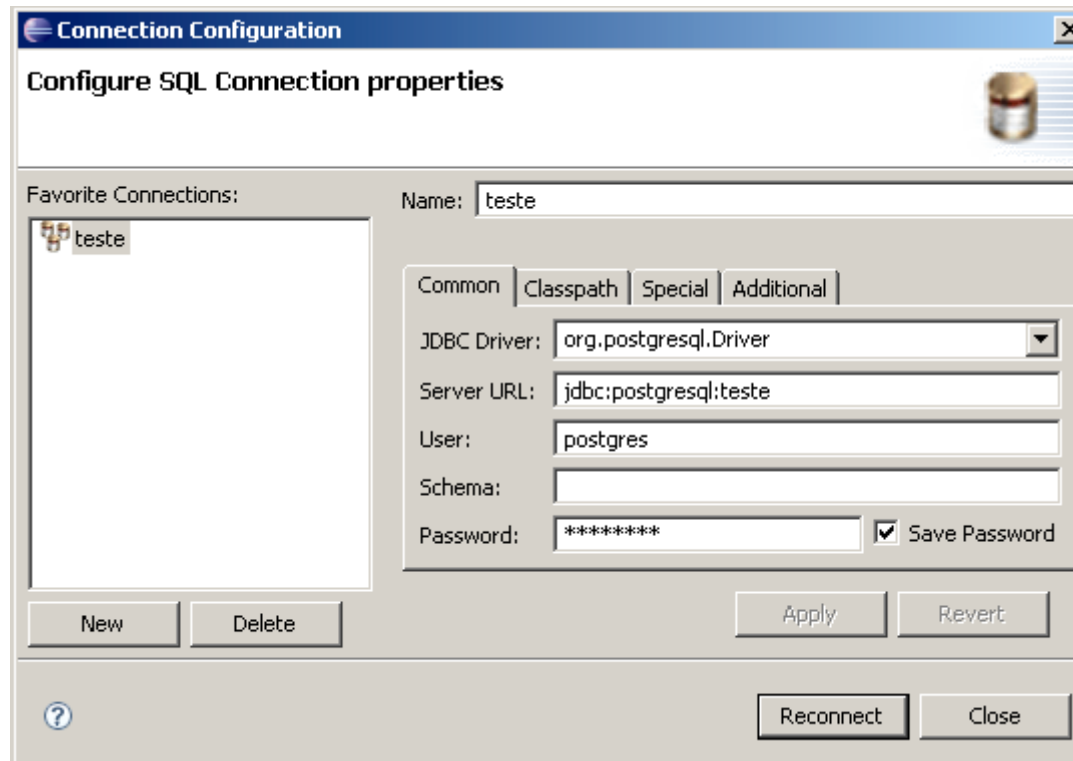 Connection Configuration
Configure SQL Connection properties
Favorite Connections:
teste
Name: teste
Common Classpath Special Additional
JDBC Driver: org.postgresql.Driver
Server URL: jdbc:postgresql:teste
User: postgres
Schema:
Password: ******** Save Password
New Delete
Apply Revert
? Reconnect Close